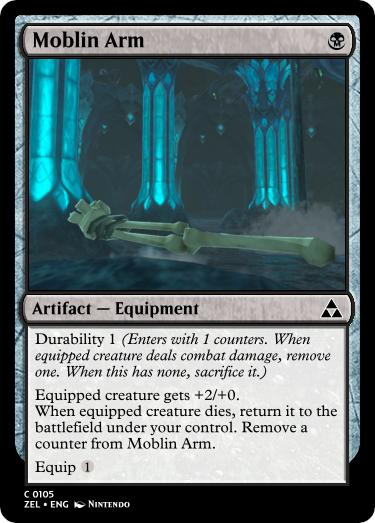 Moblin Arm
Artifact — Equipment
Durability 1 (Enters with 1 counters. When
equipped creature deals combat damage, remove
one. When this has none, sacrifice it.)
Equipped creature gets +2/+0.
When equipped creature dies, return it to the
battlefield under your control. Remove a
counter from Moblin Arm.
Equip 1
C 0105
ZEL • ENG Nintendo